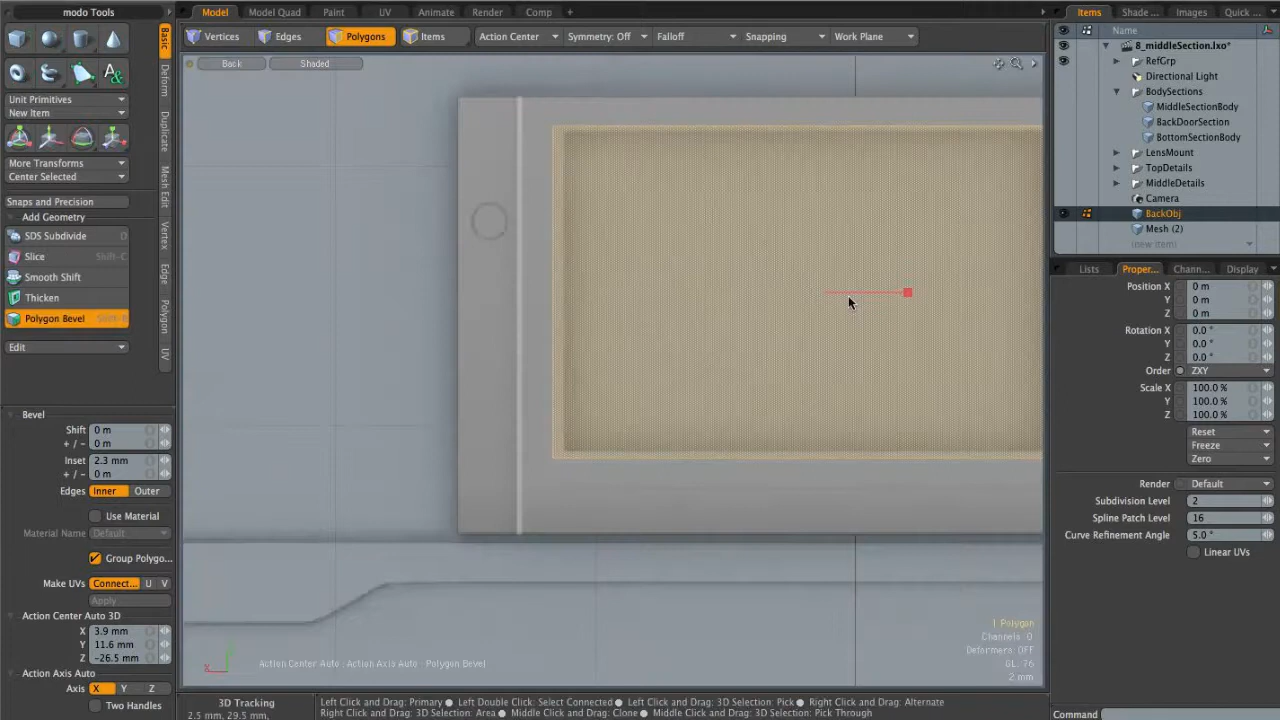 modo Tools
Model Model Quad Paint UV Animate Render Comp +
Items Shade ... Images Quick ...
Vertices Edges Polygons Items Action Center Symmetry: Off Falloff Snapping Work Plane
Name
Back Shaded
Basic
Deform
Duplicate
Mesh Edit
Vertex
Edge
Polygon
UV
Unit Primitives
New Item
More Transforms
Center Selected
Snaps and Precision
Add Geometry
SDS Subdivide D
Slice Shift-C
Smooth Shift
Thicken
Polygon Bevel Shift-B
Edit
Bevel
Shift 0 m
+ / - 0 m
Inset 2.3 mm
+ / - 0 m
Edges Inner Outer
Use Material
Material Name Default
Group Polygo...
Make UVs Connect... U V
Apply
Action Center Auto 3D
X 3.9 mm
Y 11.6 mm
Z -26.5 mm
Action Axis Auto
Axis X Y Z
Two Handles
8_middleSection.lxo*
RefGrp
Directional Light
BodySections
MiddleSectionBody
BackDoorSection
BottomSectionBody
LensMount
TopDetails
MiddleDetails
Camera
BackObj
Mesh (2)
(new item)
Lists Proper... Chann... Display
Position X 0 m
Y 0 m
Z 0 m
Rotation X 0.0 °
Y 0.0 °
Z 0.0 °
Order ZXY
Scale X 100.0 %
Y 100.0 %
Z 100.0 %
Reset
Freeze
Zero
Render Default
Subdivision Level 2
Spline Patch Level 16
Curve Refinement Angle 5.0 °
Linear UVs
1 Polygon
Channels: 0
Deformers: OFF
GL: 76
2 mm
X Y
Action Center Auto : Action Axis Auto : Polygon Bevel
3D Tracking
2.5 mm, 29.5 mm,
Left Click and Drag: Primary ● Left Double Click: Select Connected ● Left Click and Drag: 3D Selection: Pick ● Right Click and Drag: Alternate
Right Click and Drag: 3D Selection: Area ● Middle Click and Drag: Clone ● Middle Click and Drag: 3D Selection: Pick Through
Command